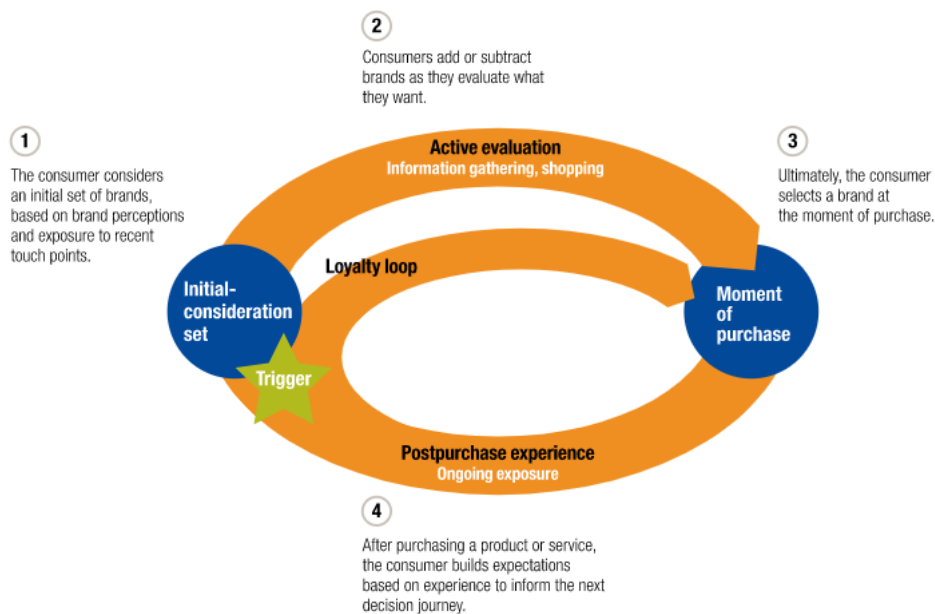 1
The consumer considers
an initial set of brands,
based on brand perceptions
and exposure to recent
touch points.
2
Consumers add or subtract
brands as they evaluate what
they want.
3
Ultimately, the consumer
selects a brand at
the moment of purchase.
Active evaluation
Information gathering, shopping
Loyalty loop
Initial-
consideration
set
Trigger
Moment
of
purchase
Postpurchase experience
Ongoing exposure
4
After purchasing a product or service,
the consumer builds expectations
based on experience to inform the next
decision journey.